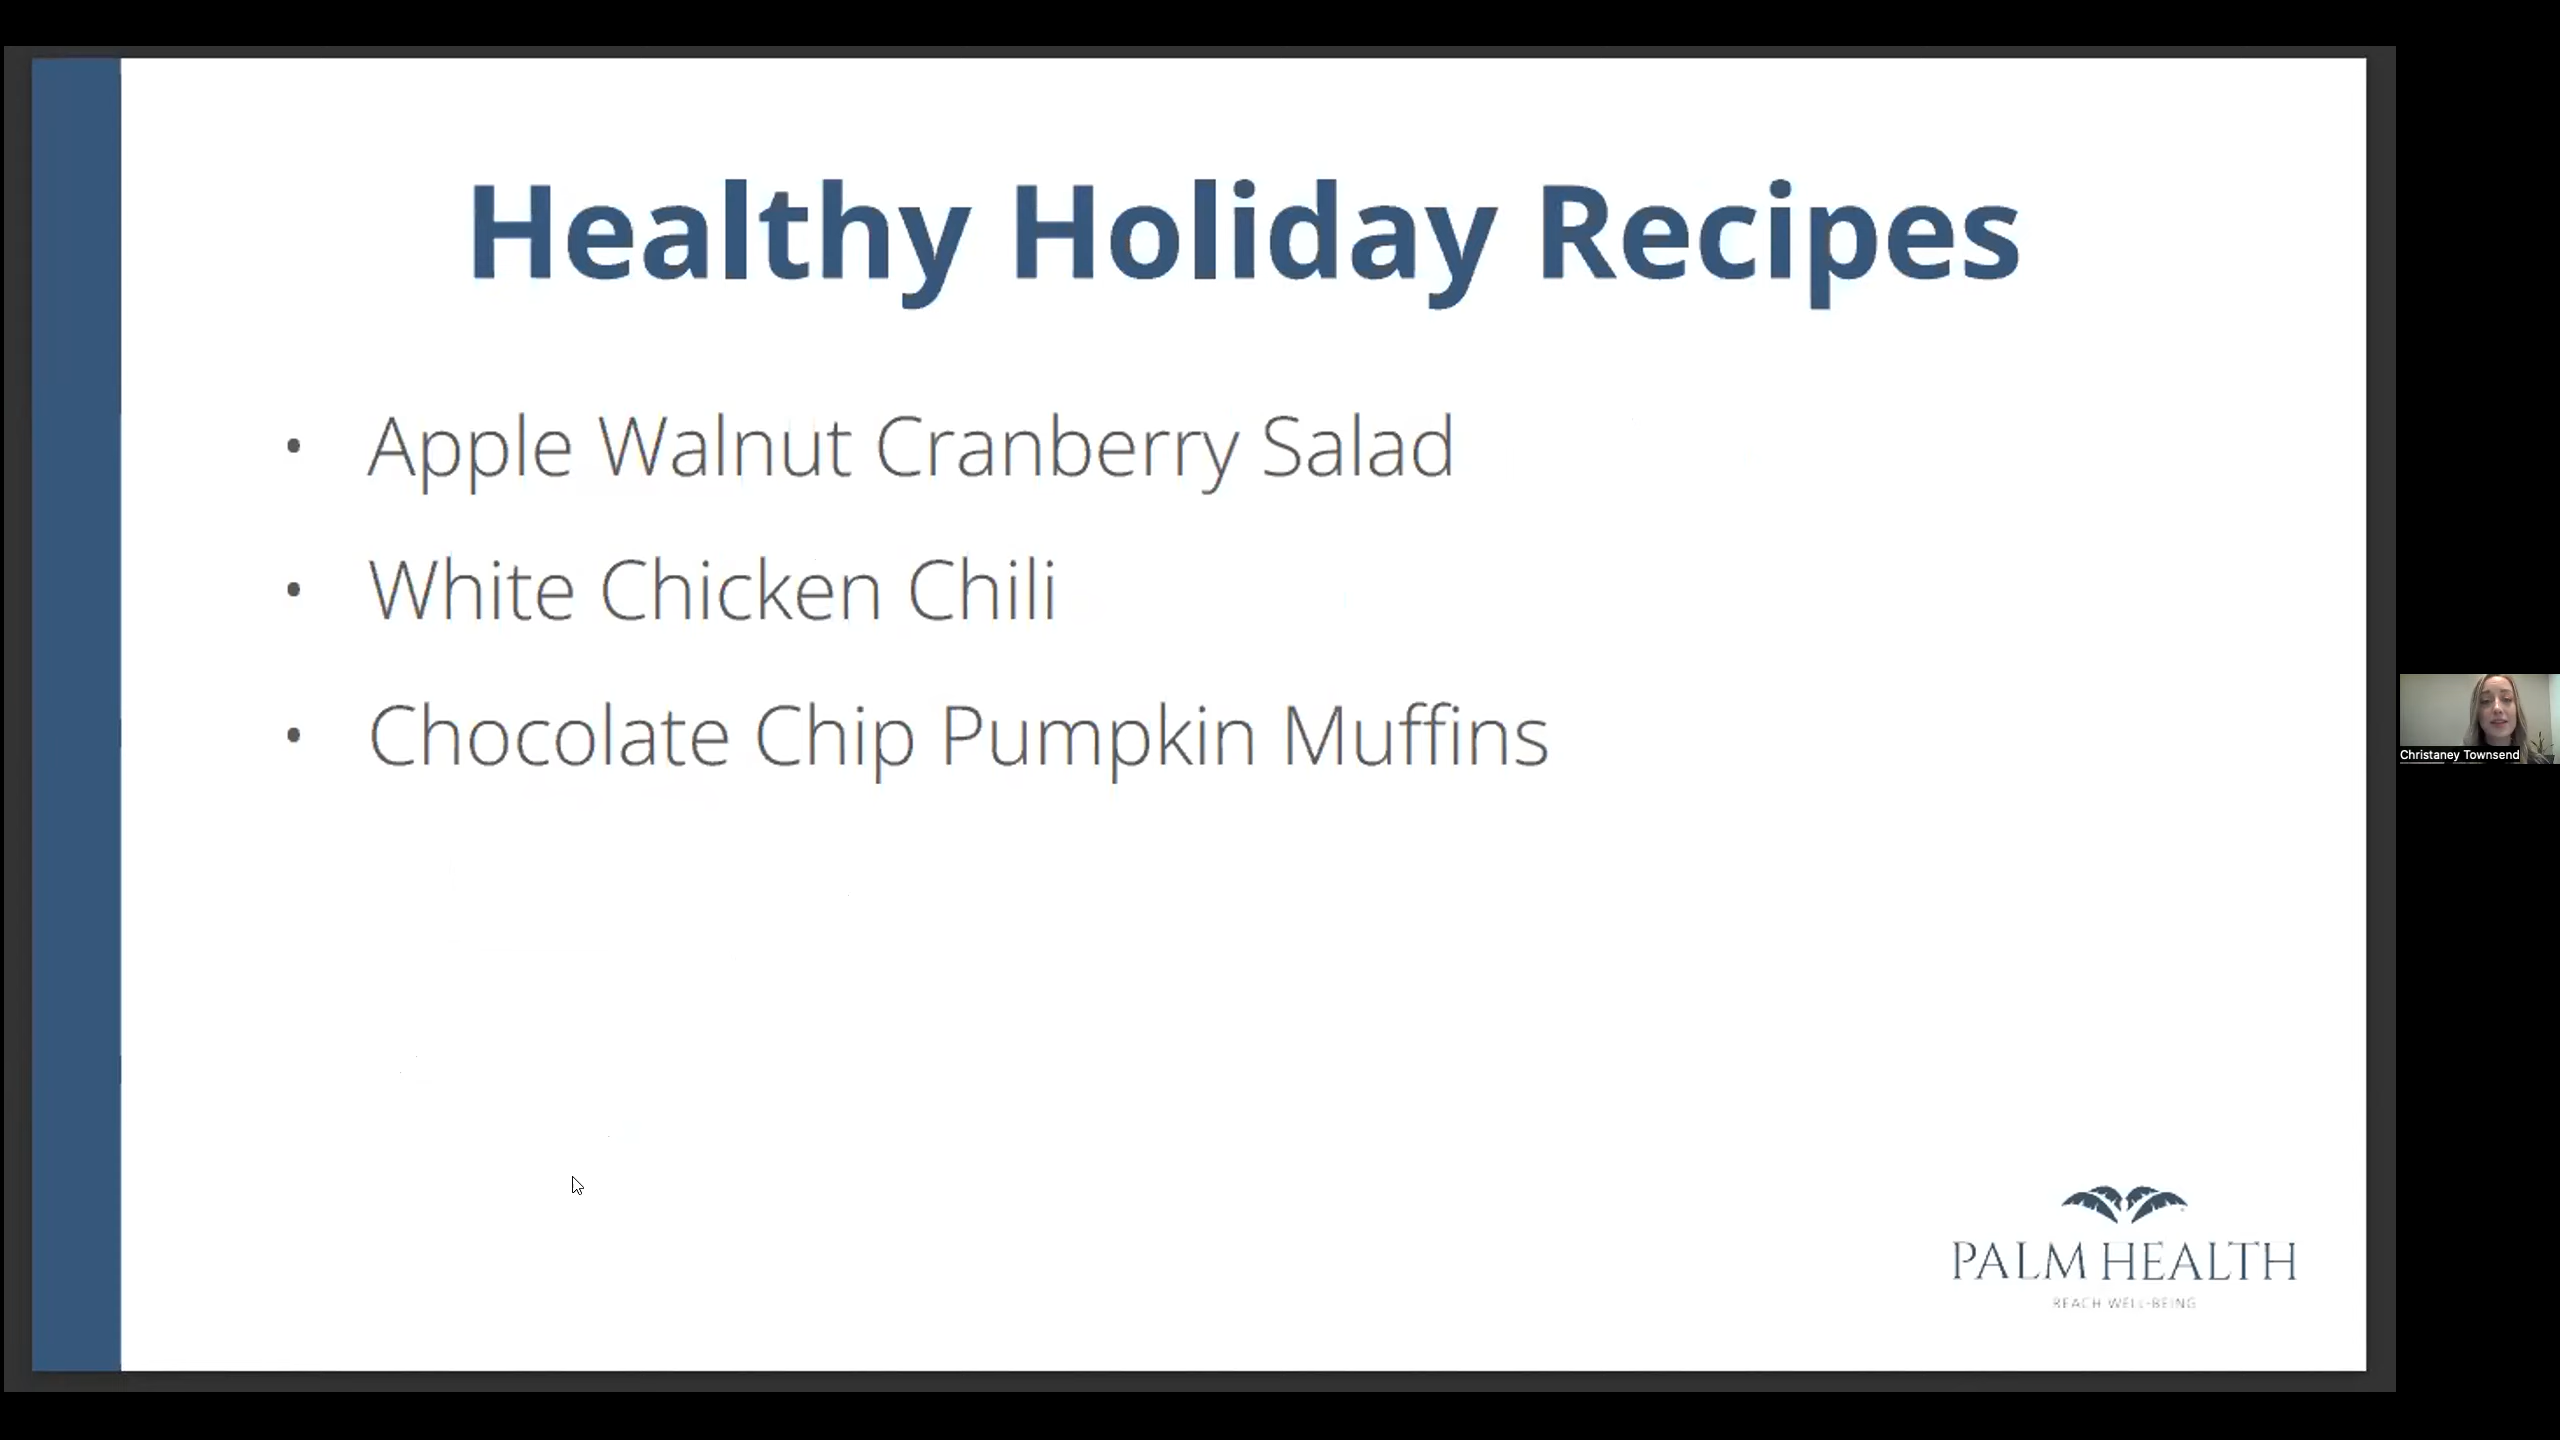 Healthy Holiday Recipes
• Apple Walnut Cranberry Salad
• White Chicken Chili
• Chocolate Chip Pumpkin Muffins
Christaney Townsend
PALM HEALTH
REACH WELL-BEING